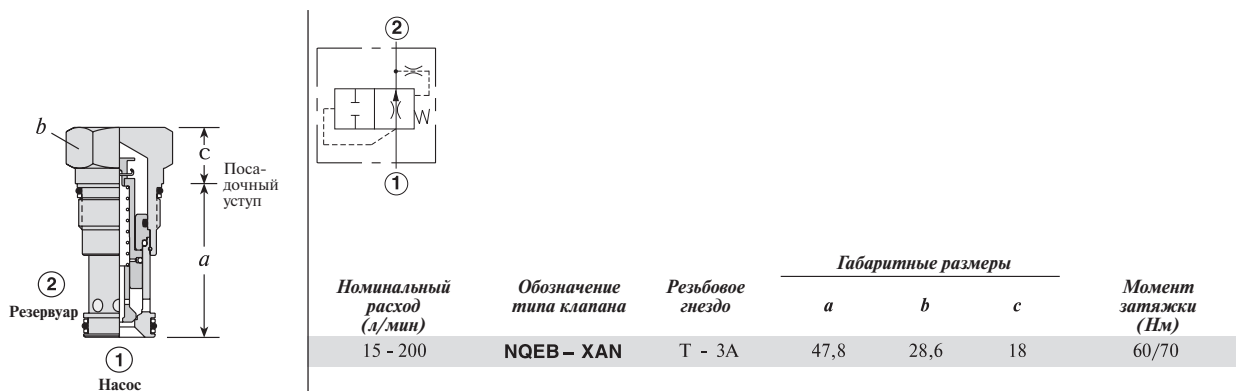 b
c
Поса-
дочный
уступ
a
②
Резервуар
①
Насос
②
①
Габаритные размеры
Номинальный
расход
(л/мин)
Обозначение
типа клапана
Резьбовое
гнездо
a
b
c
Момент
затяжки
(Нм)
15 - 200 NQEB – XAN T - 3A 47,8 28,6 18 60/70